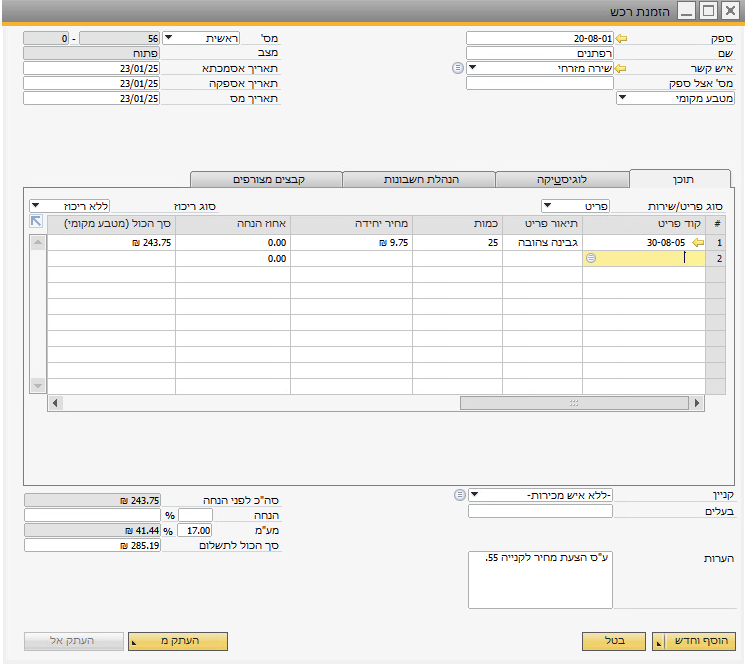 הזמנת רכש
ספק 20-08-01
שם רפתנים
איש קשר שירה מזרחי
מס' אצל ספק
מטבע מקומי
מס' ראשית 56 - 0
מצב פתוח
תאריך אסמכתא 23/01/25
תאריך אספקה 23/01/25
תאריך מס 23/01/25
תוכן לוגיסטיקה הנהלת חשבונות קבצים מצורפים
סוג פריט/שירות פריט סוג ריכוז ללא ריכוז
# קוד פריט תיאור פריט כמות מחיר יחידה אחוז הנחה סך הכול (מטבע מקומי)
1 30-08-05 גבינה צהובה 25 9.75 ₪ 0.00 243.75 ₪
2 0.00
קניין -ללא איש מכירות-
בעלים
הערות ע"ס הצעת מחיר לקנייה 55.
סה"כ לפני הנחה 243.75 ₪
הנחה %
מע"מ 17.00 % 41.44 ₪
סך הכול לתשלום 285.19 ₪
הוסף וחדש בטל העתק מ העתק אל